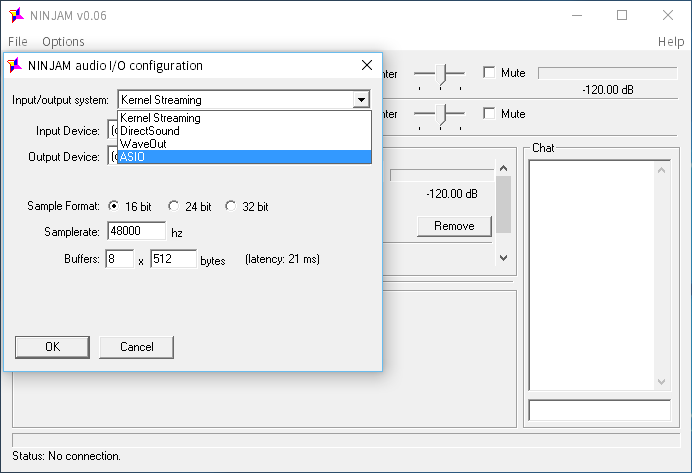 NINJAM v0.06
File Options Help
NINJAM audio I/O configuration
Input/output system: Kernel Streaming
Kernel Streaming
DirectSound
WaveOut
ASIO
Input Device:
Output Device:
Sample Format: 16 bit 24 bit 32 bit
Samplerate: 48000 hz
Buffers: 8 x 512 bytes (latency: 21 ms)
OK Cancel
Mute
-120.00 dB
Mute
-120.00 dB
Remove
Chat
Status: No connection.